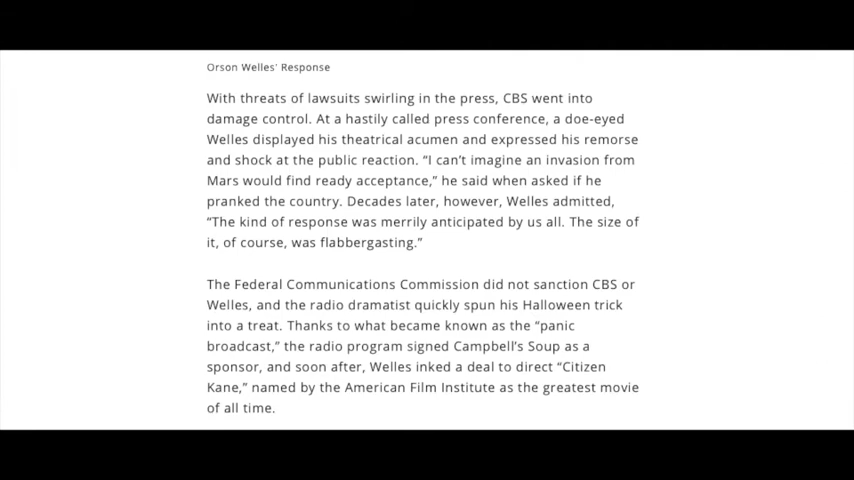 Orson Welles' Response
With threats of lawsuits swirling in the press, CBS went into
damage control. At a hastily called press conference, a doe-eyed
Welles displayed his theatrical acumen and expressed his remorse
and shock at the public reaction. “I can't imagine an invasion from
Mars would find ready acceptance,” he said when asked if he
pranked the country. Decades later, however, Welles admitted,
“The kind of response was merrily anticipated by us all. The size of
it, of course, was flabbergasting.”
The Federal Communications Commission did not sanction CBS or
Welles, and the radio dramatist quickly spun his Halloween trick
into a treat. Thanks to what became known as the “panic
broadcast,” the radio program signed Campbell's Soup as a
sponsor, and soon after, Welles inked a deal to direct “Citizen
Kane,” named by the American Film Institute as the greatest movie
of all time.